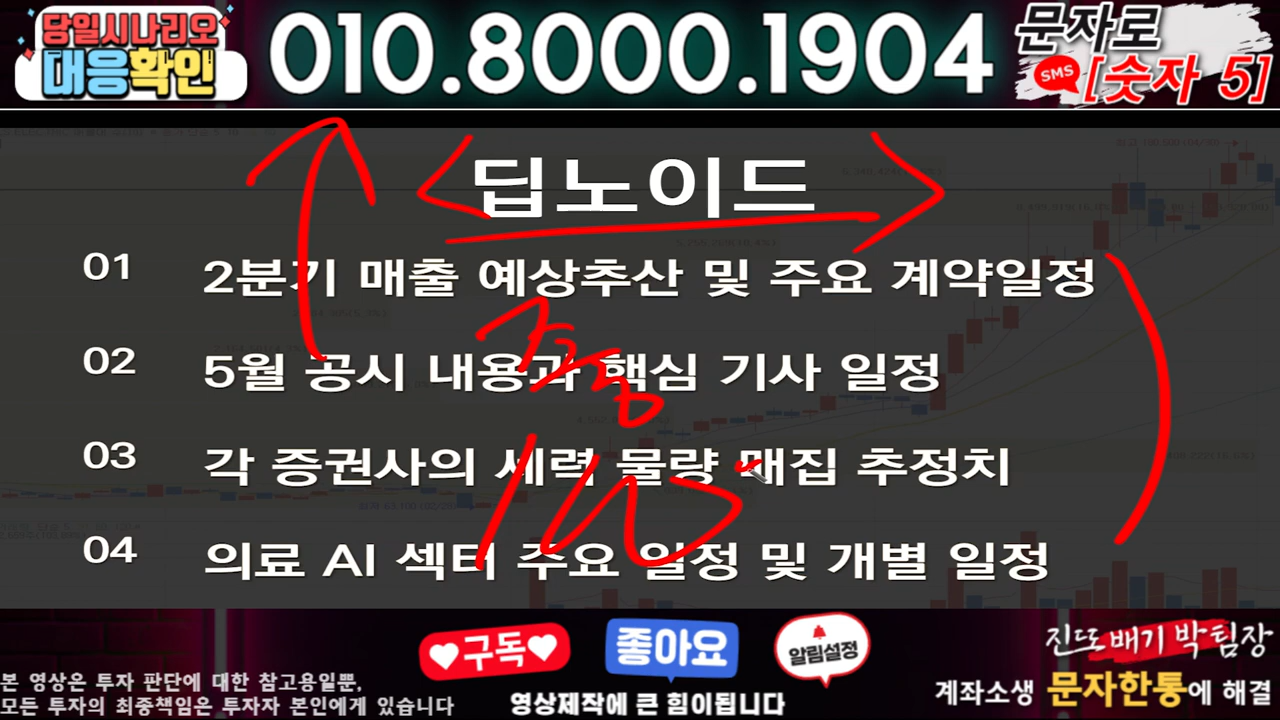 당일시나리오
대응확인
010.8000.1904
문자로
SMS
[숫자 5]
딥노이드
01 2분기 매출 예상추산 및 주요 계약일정
02 5월 공시 내용과 핵심 기사 일정
03 각 증권사의 세력 물량 매집 추정치
04 의료 AI 섹터 주요 일정 및 개별 일정
구독
좋아요
알림설정
영상제작에 큰 힘이됩니다
본 영상은 투자 판단에 대한 참고용일뿐,
모든 투자의 최종책임은 투자자 본인에게 있습니다
진또배기 박팀장
계좌소생 문자한통에 해결